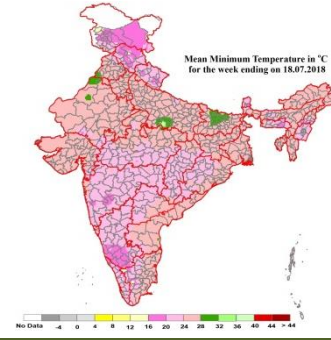 Mean Minimum Temperature in °C
for the week ending on 18.07.2018
No Data -4 0 4 8 12 16 20 24 28 32 36 40 44 > 44